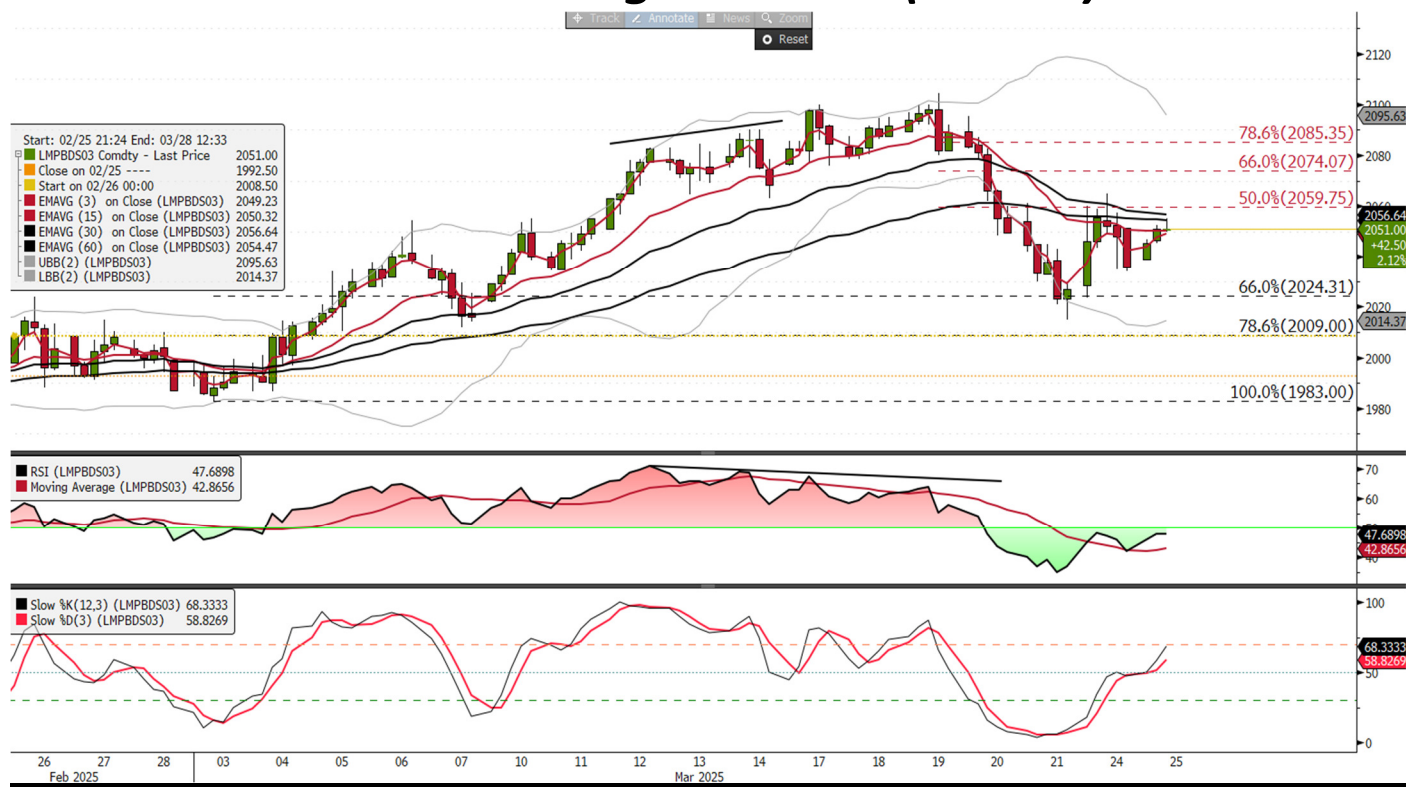 Track Annotate News Zoom
Reset
Start: 02/25 21:24 End: 03/28 12:33
LMPBDS03 Comdty - Last Price 2051.00
Close on 02/25 ---- 1992.50
Start on 02/26 00:00 2008.50
EMAVG (3) on Close (LMPBDS03) 2049.23
EMAVG (15) on Close (LMPBDS03) 2050.32
EMAVG (30) on Close (LMPBDS03) 2056.64
EMAVG (60) on Close (LMPBDS03) 2054.47
UBB(2) (LMPBDS03) 2095.63
LBB(2) (LMPBDS03) 2014.37
78.6%(2085.35)
66.0%(2074.07)
50.0%(2059.75)
66.0%(2024.31)
78.6%(2009.00)
100.0%(1983.00)
2120
2100
2095.63
2080
2056.64
2051.00
+42.50
2.12%
2020
2014.37
2000
1980
RSI (LMPBDS03) 47.6898
Moving Average (LMPBDS03) 42.8656
70
60
47.6898
42.8656
40
Slow %K(12,3) (LMPBDS03) 68.3333
Slow %D(3) (LMPBDS03) 58.8269
100
68.3333
58.8269
50
0
26 27 28 03 04 05 06 07 10 11 12 13 14 17 18 19 20 21 24 25
Feb 2025 Mar 2025